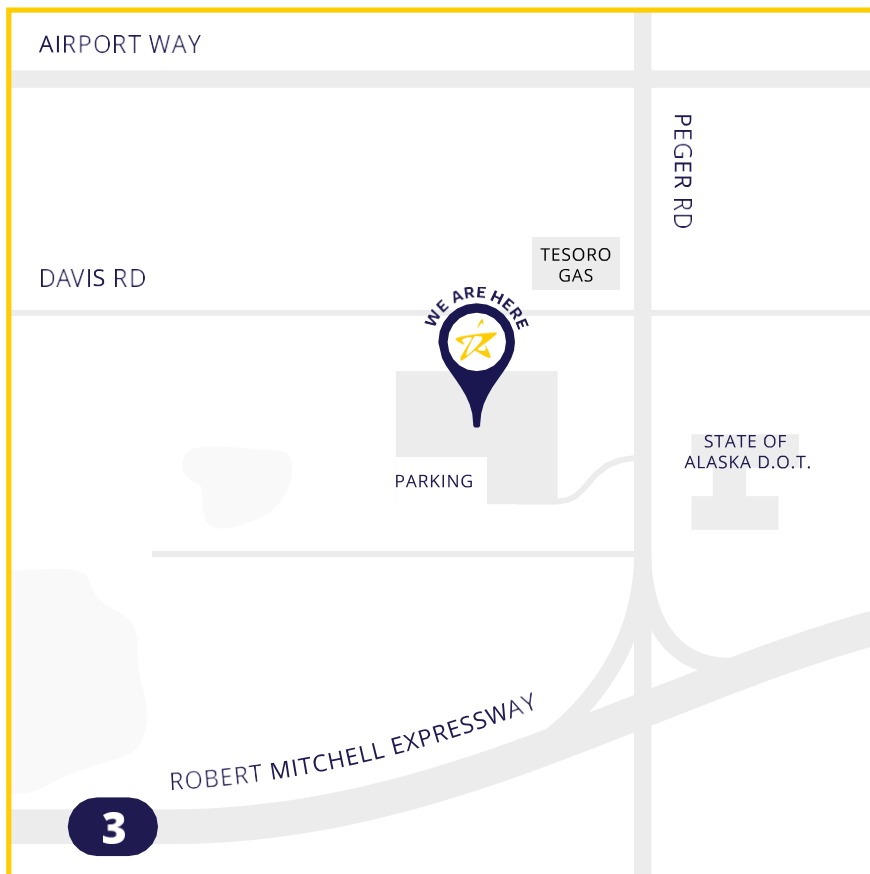 AIRPORT WAY
PEGER RD
TESORO
GAS
DAVIS RD
WE ARE HERE
STATE OF
ALASKA D.O.T.
PARKING
ROBERT MITCHELL EXPRESSWAY
3